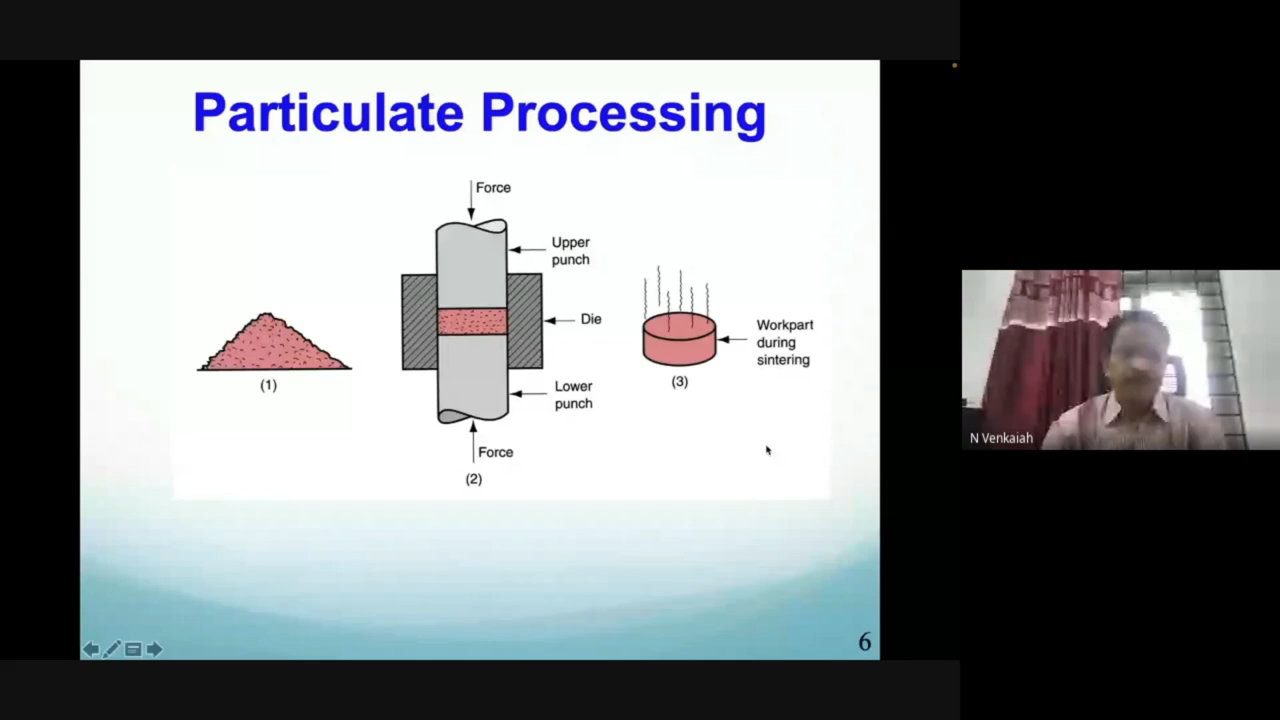 Particulate Processing
Force
Upper
punch
Die
Lower
punch
Force
(1)
(2)
Workpart
during
sintering
(3)
6
N Venkaiah